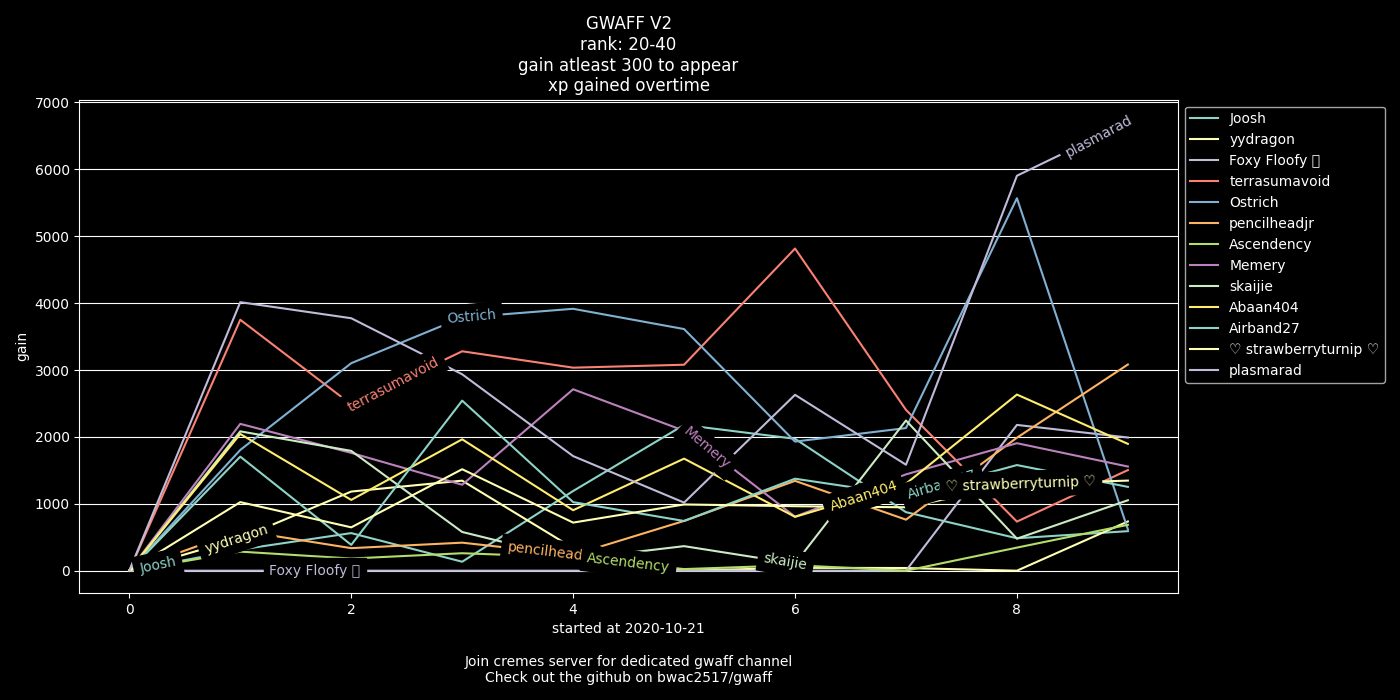 GWAFF V2
rank: 20-40
gain atleast 300 to appear
xp gained overtime
7000
6000
5000
4000
3000
2000
1000
0
gain
plasmarad
Ostrich
terrasumavoid
Memery
Abaan404
Airba
♡ strawberryturnip ♡
yydragon
Joosh
pencilhead
Ascendency
skaijie
Foxy Floofy
0 2 4 6 8
started at 2020-10-21
Join cremes server for dedicated gwaff channel
Check out the github on bwac2517/gwaff
Joosh
yydragon
Foxy Floofy
terrasumavoid
Ostrich
pencilheadjr
Ascendency
Memery
skaijie
Abaan404
Airband27
♡ strawberryturnip ♡
plasmarad